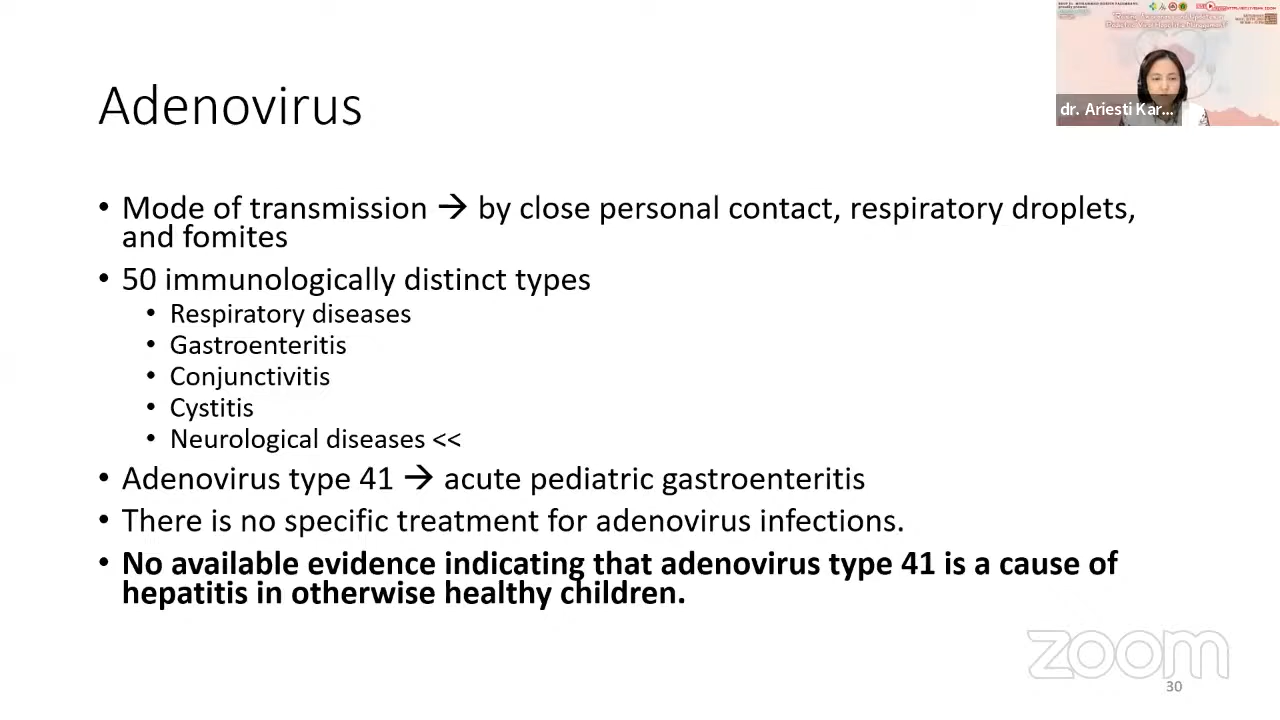 Adenovirus
• Mode of transmission → by close personal contact, respiratory droplets,
and fomites
• 50 immunologically distinct types
• Respiratory diseases
• Gastroenteritis
• Conjunctivitis
• Cystitis
• Neurological diseases <<
• Adenovirus type 41 → acute pediatric gastroenteritis
• There is no specific treatment for adenovirus infections.
• No available evidence indicating that adenovirus type 41 is a cause of
hepatitis in otherwise healthy children.
dr. Ariesti Kar...
zoom
30